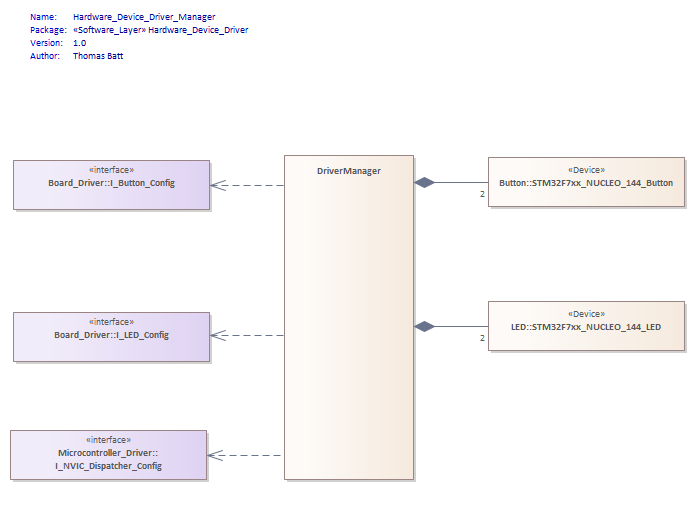 Name: Hardware_Device_Driver_Manager
Package: «Software_Layer» Hardware_Device_Driver
Version: 1.0
Author: Thomas Batt
«interface»
Board_Driver::I_Button_Config
DriverManager
«Device»
Button::STM32F7xx_NUCLEO_144_Button
2
«interface»
Board_Driver::I_LED_Config
«Device»
LED::STM32F7xx_NUCLEO_144_LED
2
«interface»
Microcontroller_Driver::
I_NVIC_Dispatcher_Config